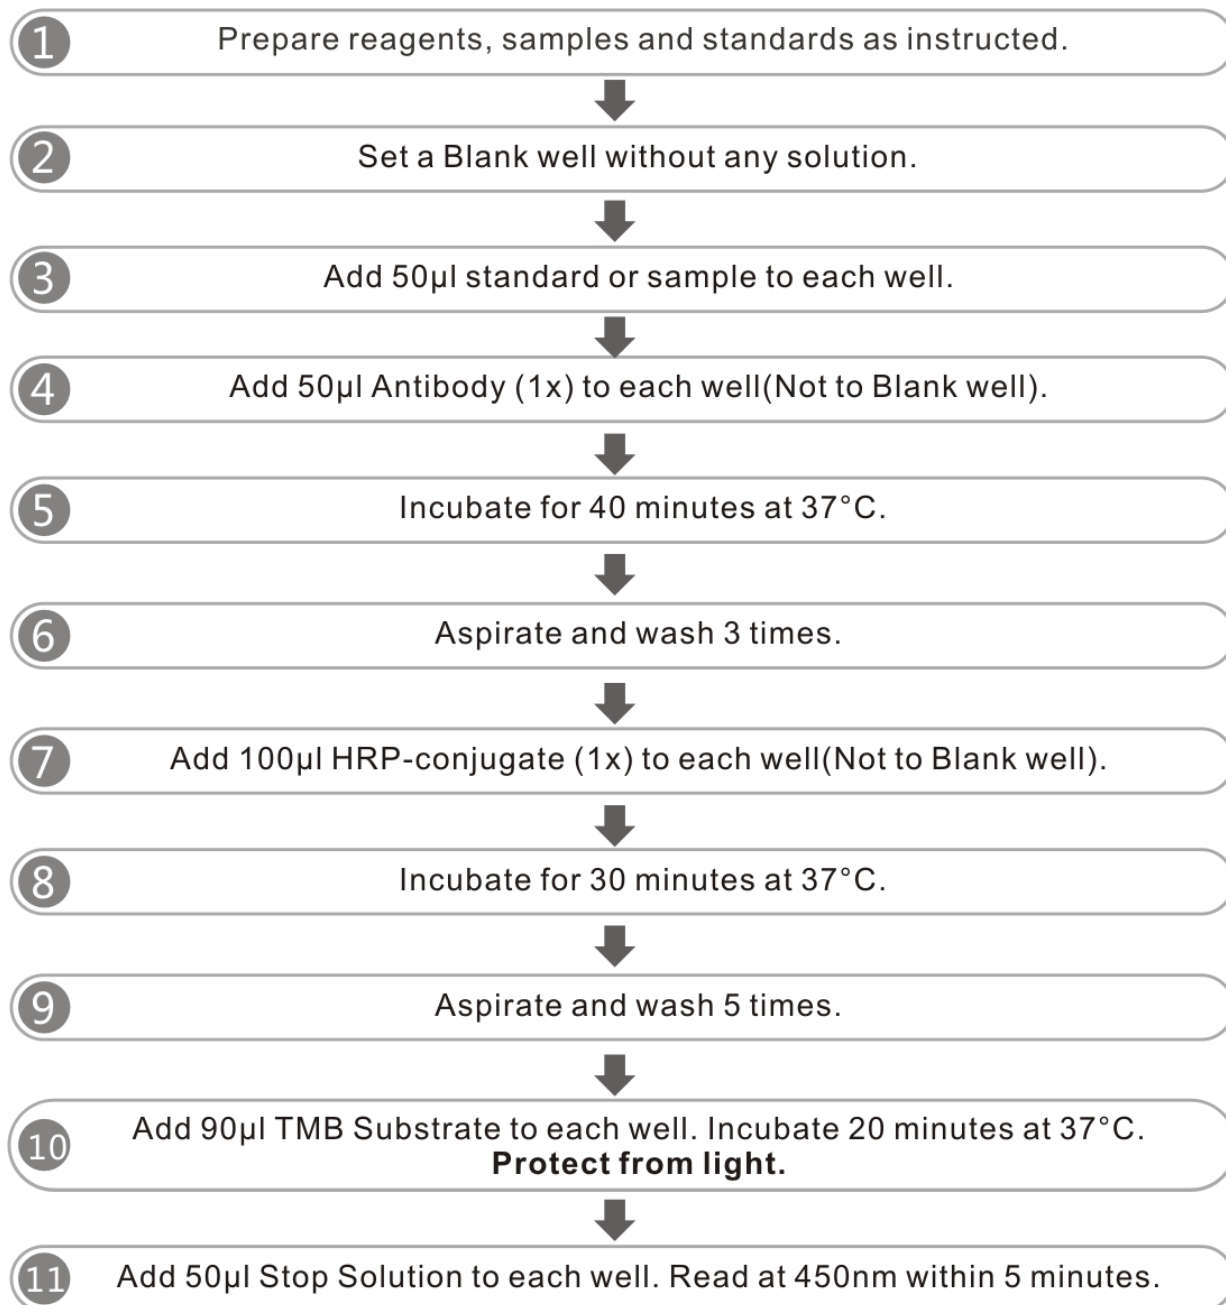 1 Prepare reagents, samples and standards as instructed.
2 Set a Blank well without any solution.
3 Add 50μl standard or sample to each well.
4 Add 50μl Antibody (1x) to each well(Not to Blank well).
5 Incubate for 40 minutes at 37°C.
6 Aspirate and wash 3 times.
7 Add 100μl HRP-conjugate (1x) to each well(Not to Blank well).
8 Incubate for 30 minutes at 37°C.
9 Aspirate and wash 5 times.
10 Add 90μl TMB Substrate to each well. Incubate 20 minutes at 37°C.
Protect from light.
11 Add 50μl Stop Solution to each well. Read at 450nm within 5 minutes.